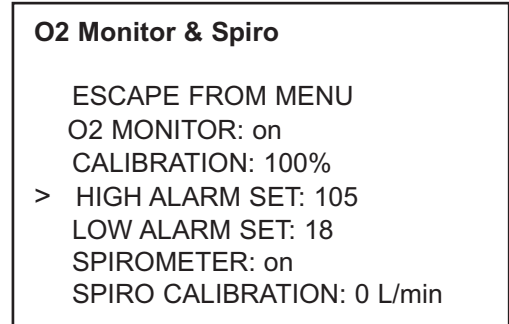 O2 Monitor & Spiro
ESCAPE FROM MENU
O2 MONITOR: on
CALIBRATION: 100%
> HIGH ALARM SET: 105
LOW ALARM SET: 18
SPIROMETER: on
SPIRO CALIBRATION: 0 L/min